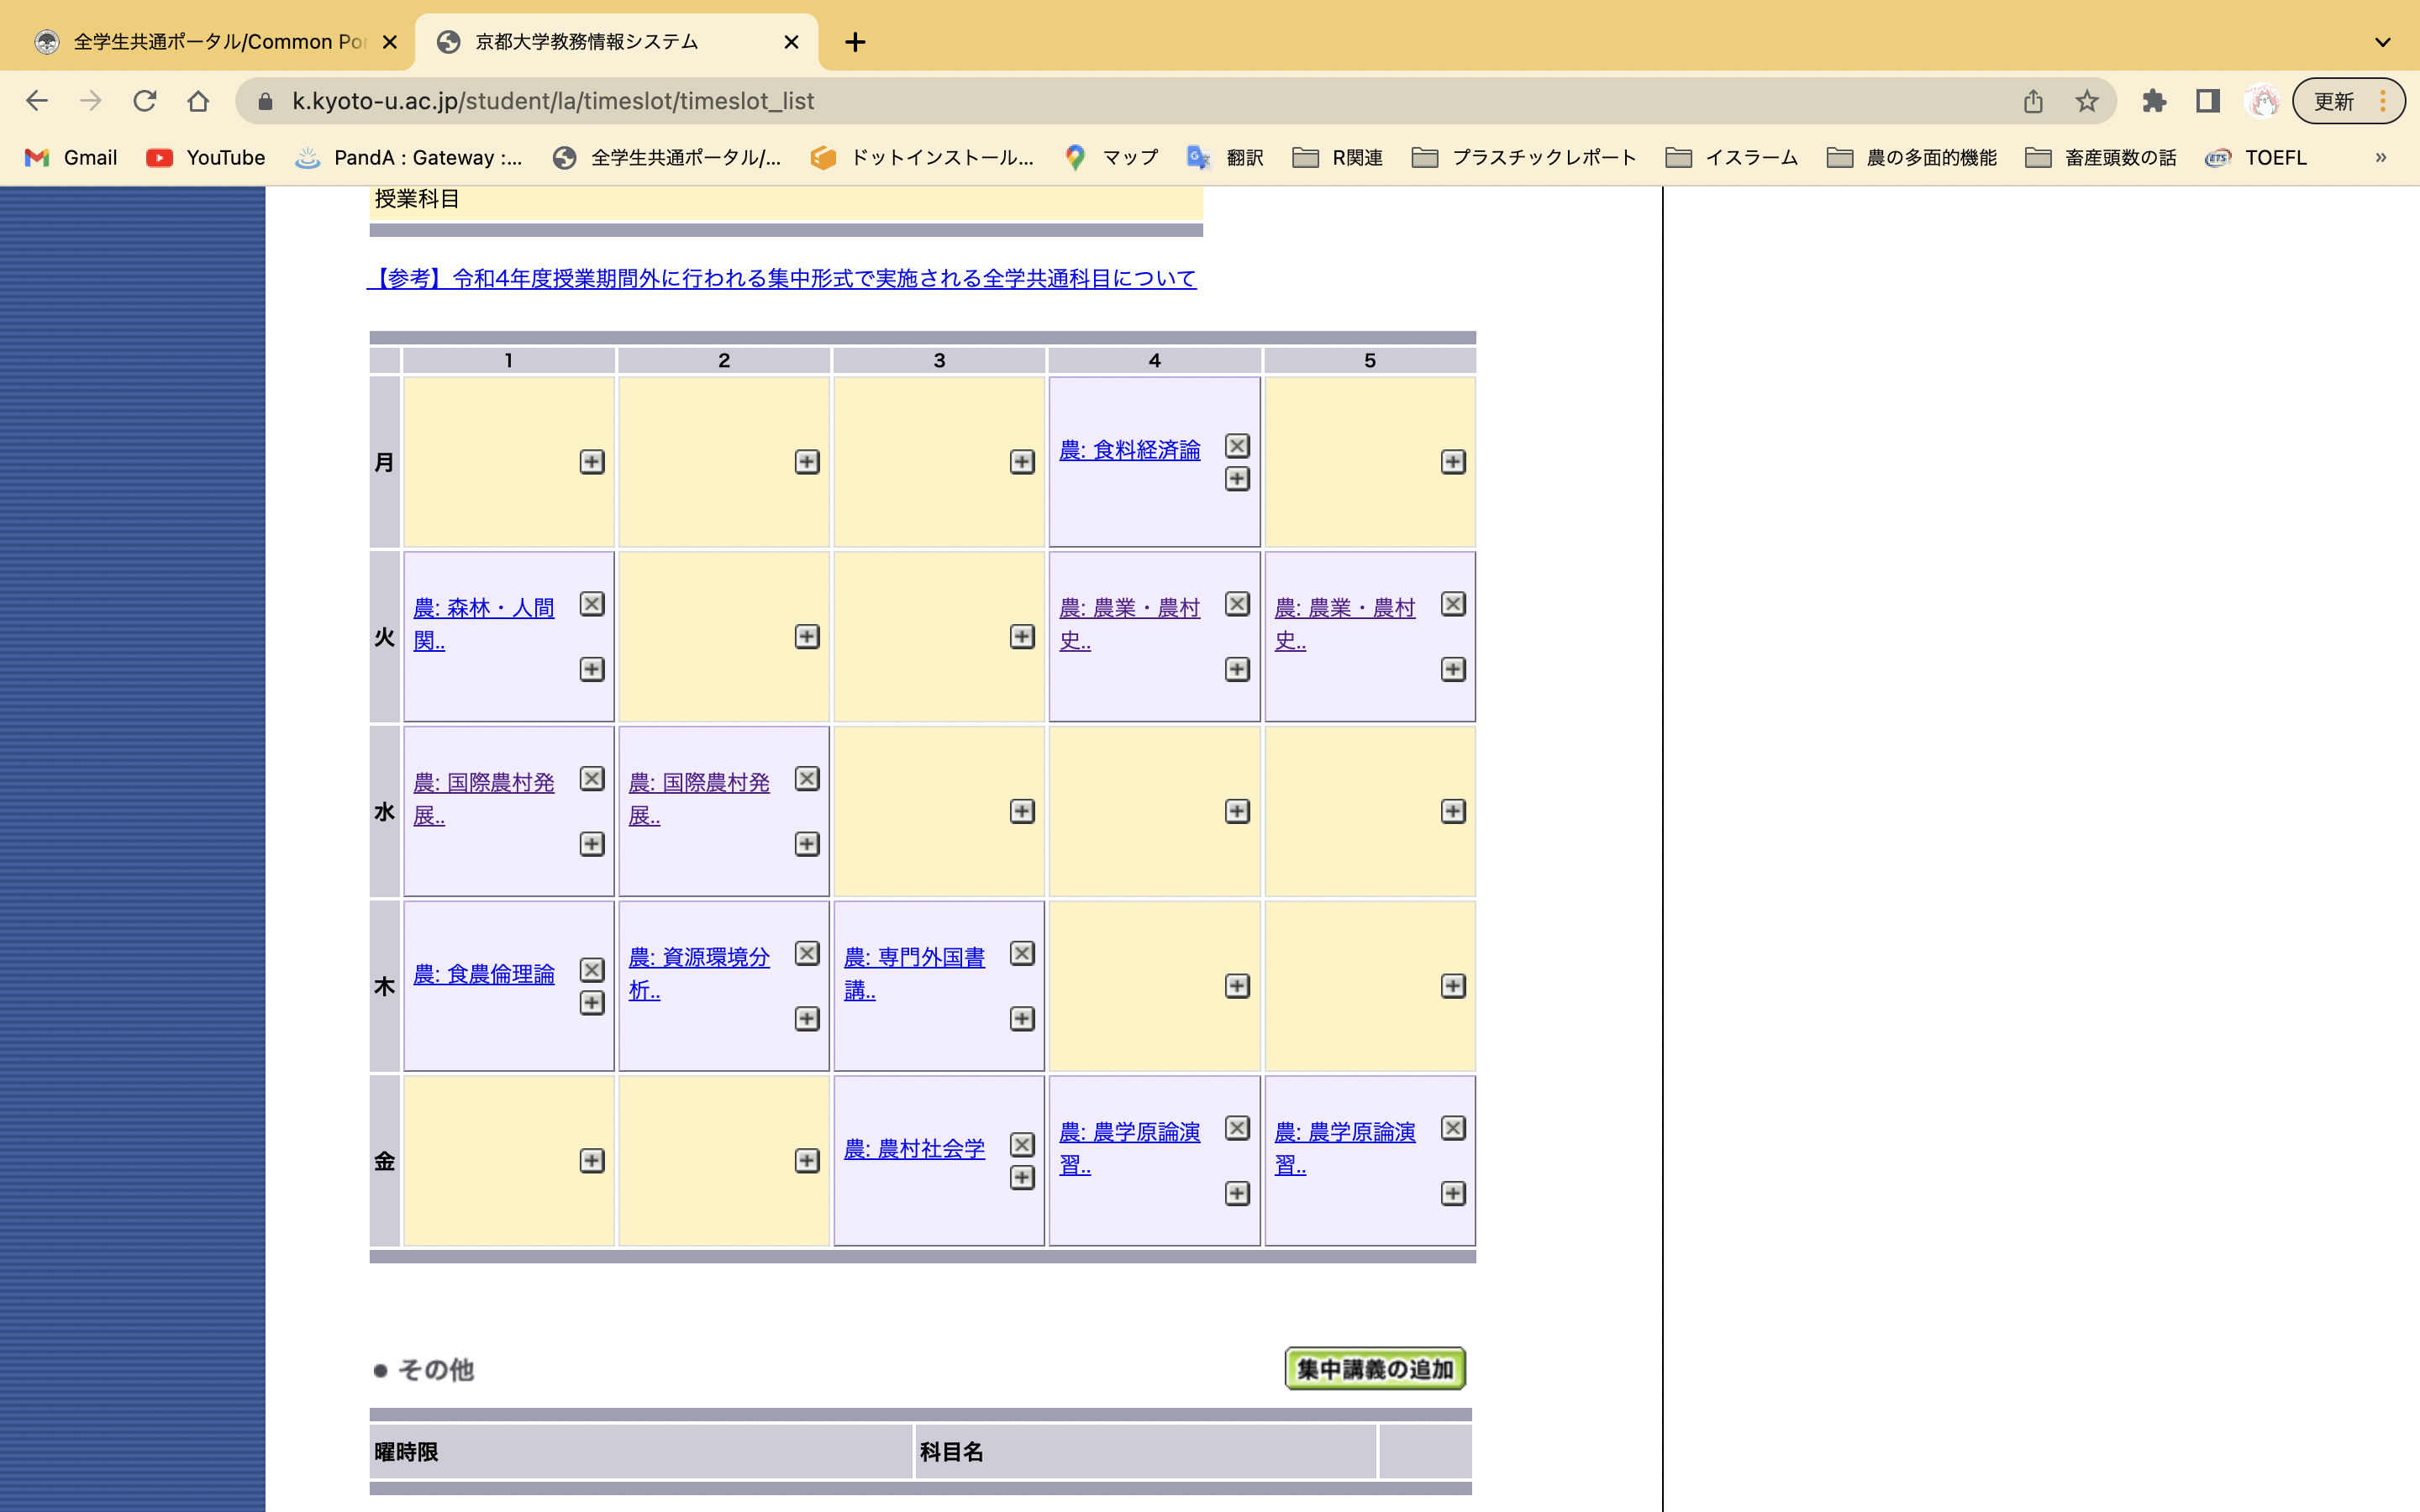 全学生共通ポータル/Common Por
京都大学教務情報システム
k.kyoto-u.ac.jp/student/la/timeslot/timeslot_list
更新
Gmail
YouTube
PandA : Gateway :...
全学生共通ポータル/...
ドットインストール...
マップ
翻訳
R関連
プラスチックレポート
イスラーム
農の多面的機能
畜産頭数の話
TOEFL
»
授業科目
【参考】令和4年度授業期間外に行われる集中形式で実施される全学共通科目について
1 2 3 4 5
月
農: 食料経済論
火
農: 森林・人間
関..
農: 農業・農村
史..
農: 農業・農村
史..
水
農: 国際農村発
展..
農: 国際農村発
展..
木
農: 食農倫理論
農: 資源環境分
析..
農: 専門外国書
講..
金
農: 農村社会学
農: 農学原論演
習..
農: 農学原論演
習..
● その他
集中講義の追加
曜時限 科目名